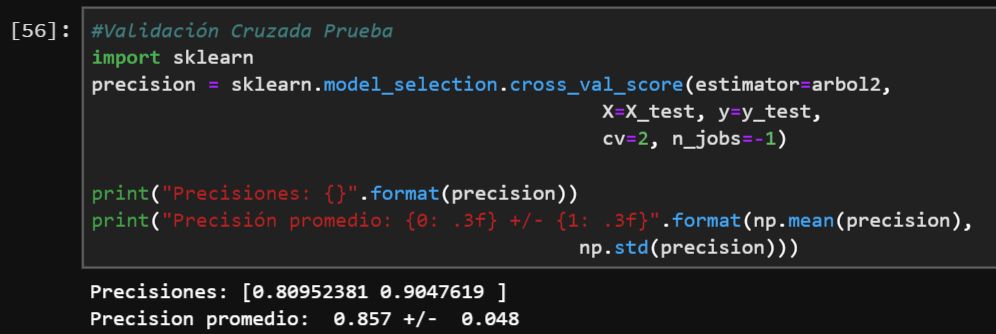 [56]: #Validación Cruzada Prueba
import sklearn
precision = sklearn.model_selection.cross_val_score(estimator=arbol2,
X=X_test, y=y_test,
cv=2, n_jobs=-1)
print("Precisiones: {}".format(precision))
print("Precisión promedio: {0: .3f} +/- {1: .3f}".format(np.mean(precision),
np.std(precision)))
Precisiones: [0.80952381 0.9047619 ]
Precision promedio:  0.857 +/-  0.048